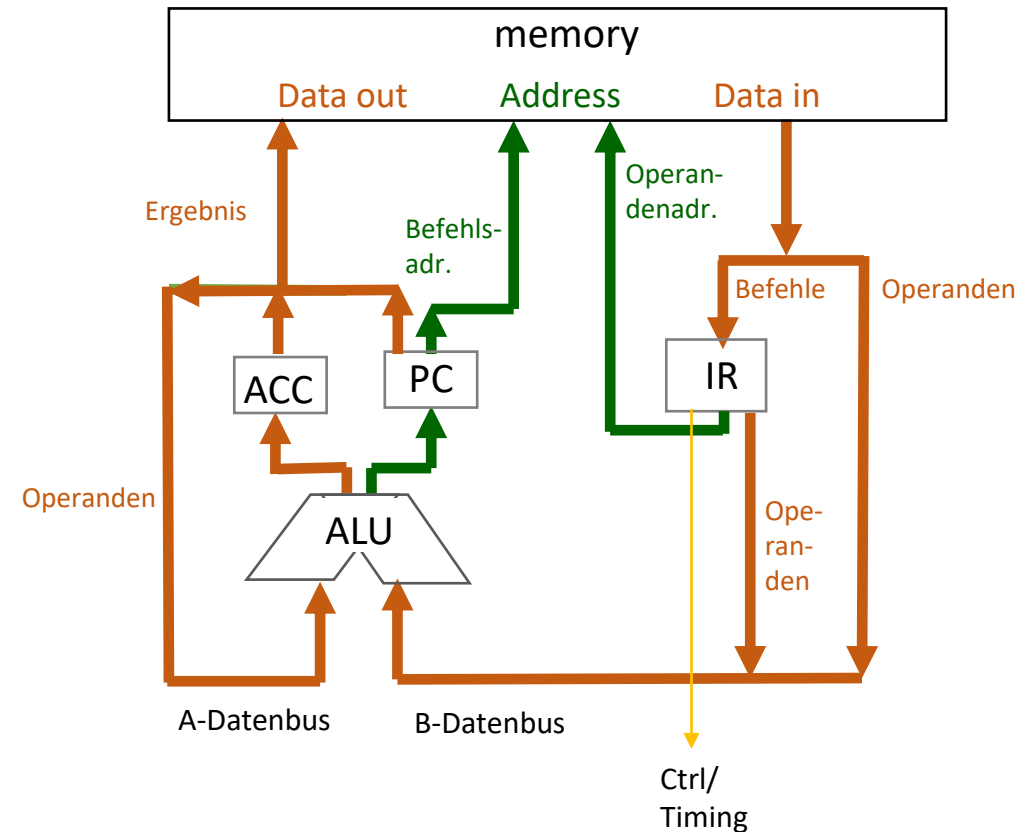 memory
Data out
Address
Data in
Ergebnis
Befehls-
adr.
Operan-
denadr.
Befehle
Operanden
ACC
PC
IR
Operanden
ALU
Ope-
ran-
den
A-Datenbus
B-Datenbus
Ctrl/
Timing